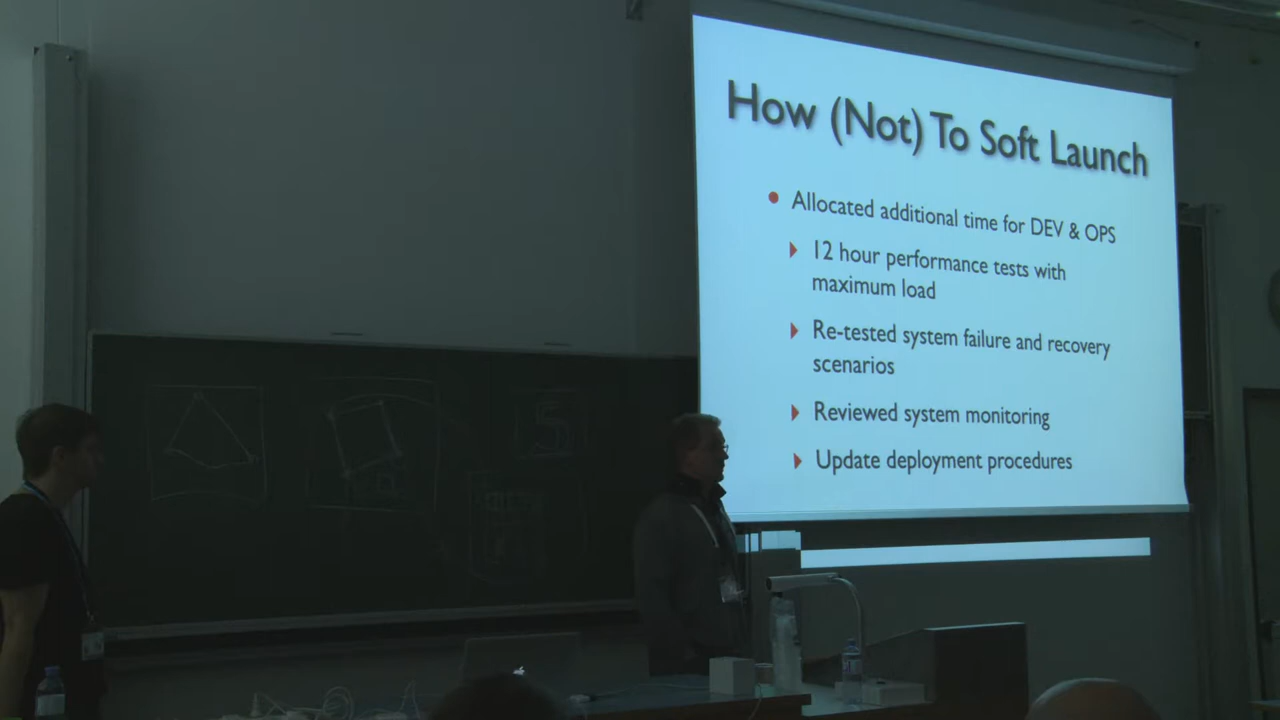 How (Not) To Soft Launch
Allocated additional time for DEV & OPS
12 hour performance tests with
maximum load
Re-tested system failure and recovery
scenarios
Reviewed system monitoring
Update deployment procedures